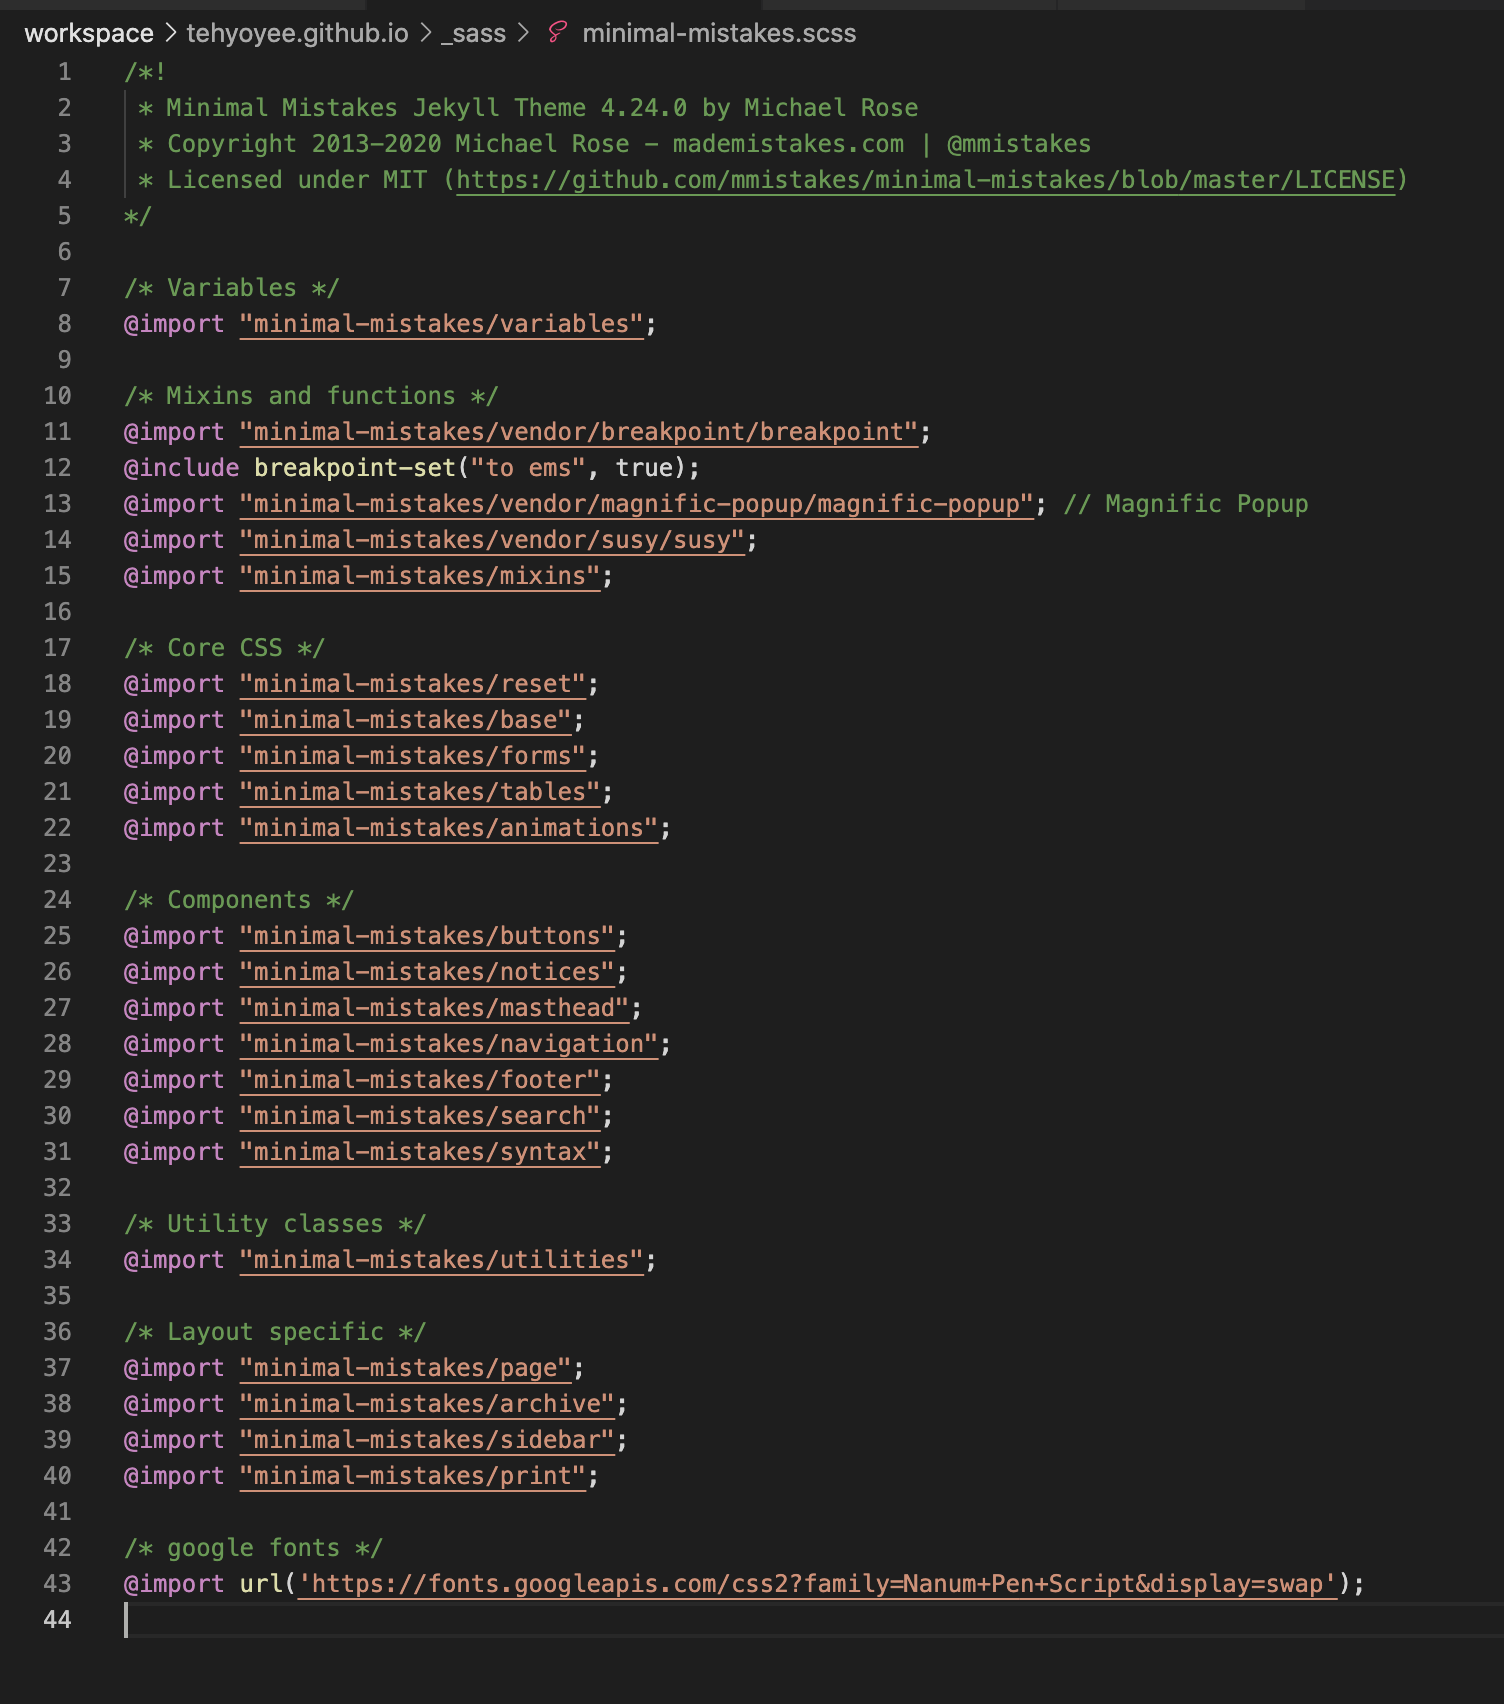 workspace > tehyoyee.github.io > _sass > minimal-mistakes.scss
1 /*!
2 * Minimal Mistakes Jekyll Theme 4.24.0 by Michael Rose
3 * Copyright 2013-2020 Michael Rose - mademistakes.com | @mmistakes
4 * Licensed under MIT (https://github.com/mmistakes/minimal-mistakes/blob/master/LICENSE)
5 */
6
7 /* Variables */
8 @import "minimal-mistakes/variables";
9
10 /* Mixins and functions */
11 @import "minimal-mistakes/vendor/breakpoint/breakpoint";
12 @include breakpoint-set("to ems", true);
13 @import "minimal-mistakes/vendor/magnific-popup/magnific-popup"; // Magnific Popup
14 @import "minimal-mistakes/vendor/susy/susy";
15 @import "minimal-mistakes/mixins";
16
17 /* Core CSS */
18 @import "minimal-mistakes/reset";
19 @import "minimal-mistakes/base";
20 @import "minimal-mistakes/forms";
21 @import "minimal-mistakes/tables";
22 @import "minimal-mistakes/animations";
23
24 /* Components */
25 @import "minimal-mistakes/buttons";
26 @import "minimal-mistakes/notices";
27 @import "minimal-mistakes/masthead";
28 @import "minimal-mistakes/navigation";
29 @import "minimal-mistakes/footer";
30 @import "minimal-mistakes/search";
31 @import "minimal-mistakes/syntax";
32
33 /* Utility classes */
34 @import "minimal-mistakes/utilities";
35
36 /* Layout specific */
37 @import "minimal-mistakes/page";
38 @import "minimal-mistakes/archive";
39 @import "minimal-mistakes/sidebar";
40 @import "minimal-mistakes/print";
41
42 /* google fonts */
43 @import url('https://fonts.googleapis.com/css2?family=Nanum+Pen+Script&display=swap');
44